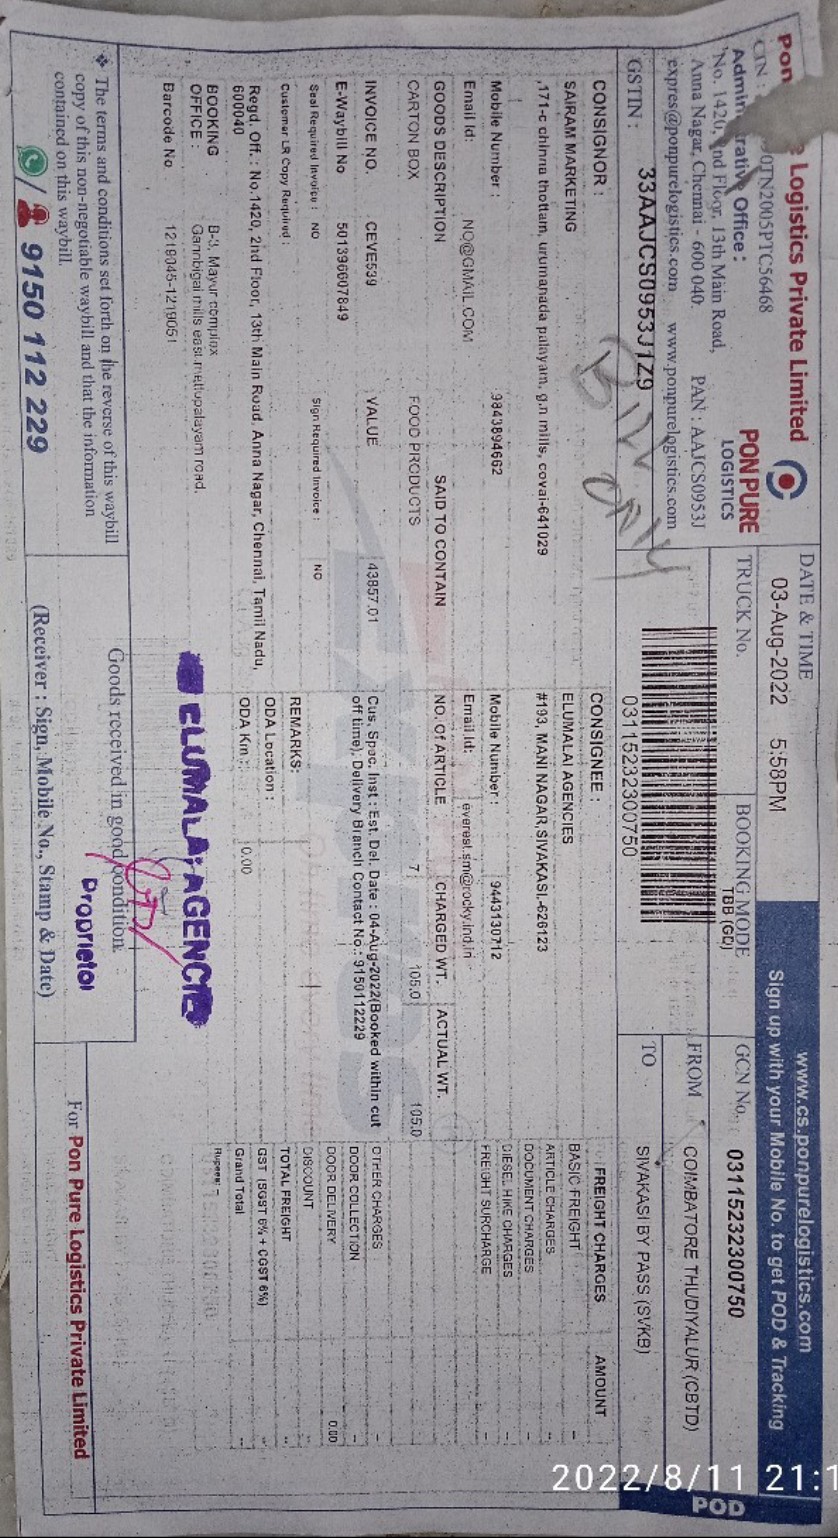 Pon
Logistics Private Limited
CIN :
0TN2005PTC56468
Office :
No. 1420, 2nd Floor, 13th Main Road,
Anna Nagar, Chennai - 600 040.
PAN : AAJCS0953J
expres@ponpurelogistics.com www.ponpurelogistics.com
GSTIN : 33AAJCS0953J1Z9
PON PURE
LOGISTICS
DATE & TIME
03-Aug-2022 5:58PM
TRUCK No.
BOOKING MODE
TBB (GD)
www.cs.ponpurelogistics.com
Sign up with your Mobile No. to get POD & Tracking
GCN No. 03115232300750
FROM COIMBATORE THUDIYALUR (CBTD)
TO SIVAKASI BY PASS (SVKB)
POD
03115232300750
only
CONSIGNOR :
SAIRAM MARKETING
,171-c chinna thottam, urumanada palayam, g.n mills, covai-641029
Mobile Number : 9843894662
Email Id: NO@GMAIL.COM
CONSIGNEE :
ELUMALAI AGENCIES
#193, MANI NAGAR,SIVAKASI.-626123
Mobile Number : 9443130712
Email Id: everest.sm@rocky.ind.in
GOODS DESCRIPTION SAID TO CONTAIN NO. Of ARTICLE CHARGED WT. ACTUAL WT.
CARTON BOX FOOD PRODUCTS 7 105.0 105.0
INVOICE NO. CEVE539 VALUE 43857.01
E-Waybill No 501396607849
Seal Required Invoice : NO Sign Required Invoice : NO
Customer LR Copy Required :
Cus. Spec. Inst : Est. Del. Date : 04-Aug-2022(Booked within cut
off time), Delivery Branch Contact No : 9150112229
REMARKS:
ODA Location :
ODA Km : 0.00
Regd. Off. : No.1420, 2nd Floor, 13th Main Road, Anna Nagar, Chennai, Tamil Nadu,
600040
BOOKING
OFFICE :
B-3, Mayur complex
Gannbigai mills east mettupalayam road,
Barcode No 1219045-1219051
FREIGHT CHARGES AMOUNT
BASIC FREIGHT --
ARTICLE CHARGES --
DOCUMENT CHARGES --
DIESEL HIKE CHARGES --
FREIGHT SURCHARGE --
OTHER CHARGES --
DOOR COLLECTION --
DOOR DELIVERY 0.00
DISCOUNT
TOTAL FREIGHT --
GST (SGST 6% + CGST 6%) --
Grand Total --
Rupees: -
❖ The terms and conditions set forth on the reverse of this waybill
copy of this non-negotiable waybill and that the information
contained on this waybill.
/ 9150 112 229
Goods received in good condition.
ELUMALAI AGENCIES
Proprietor
(Receiver : Sign, Mobile No., Stamp & Date)
For Pon Pure Logistics Private Limited
2022/8/11 21:1